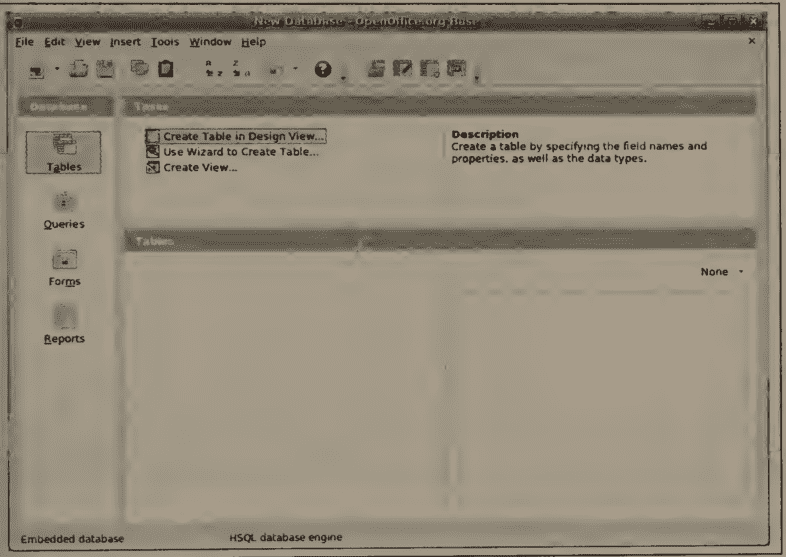 New Database - OpenOffice.org Base
File Edit View Insert Tools Window Help
Database
Tasks
Tables
Queries
Forms
Reports
Create Table in Design View...
Use Wizard to Create Table...
Create View...
Description
Create a table by specifying the field names and
properties, as well as the data types.
Tables
None
Embedded database
HSQL database engine